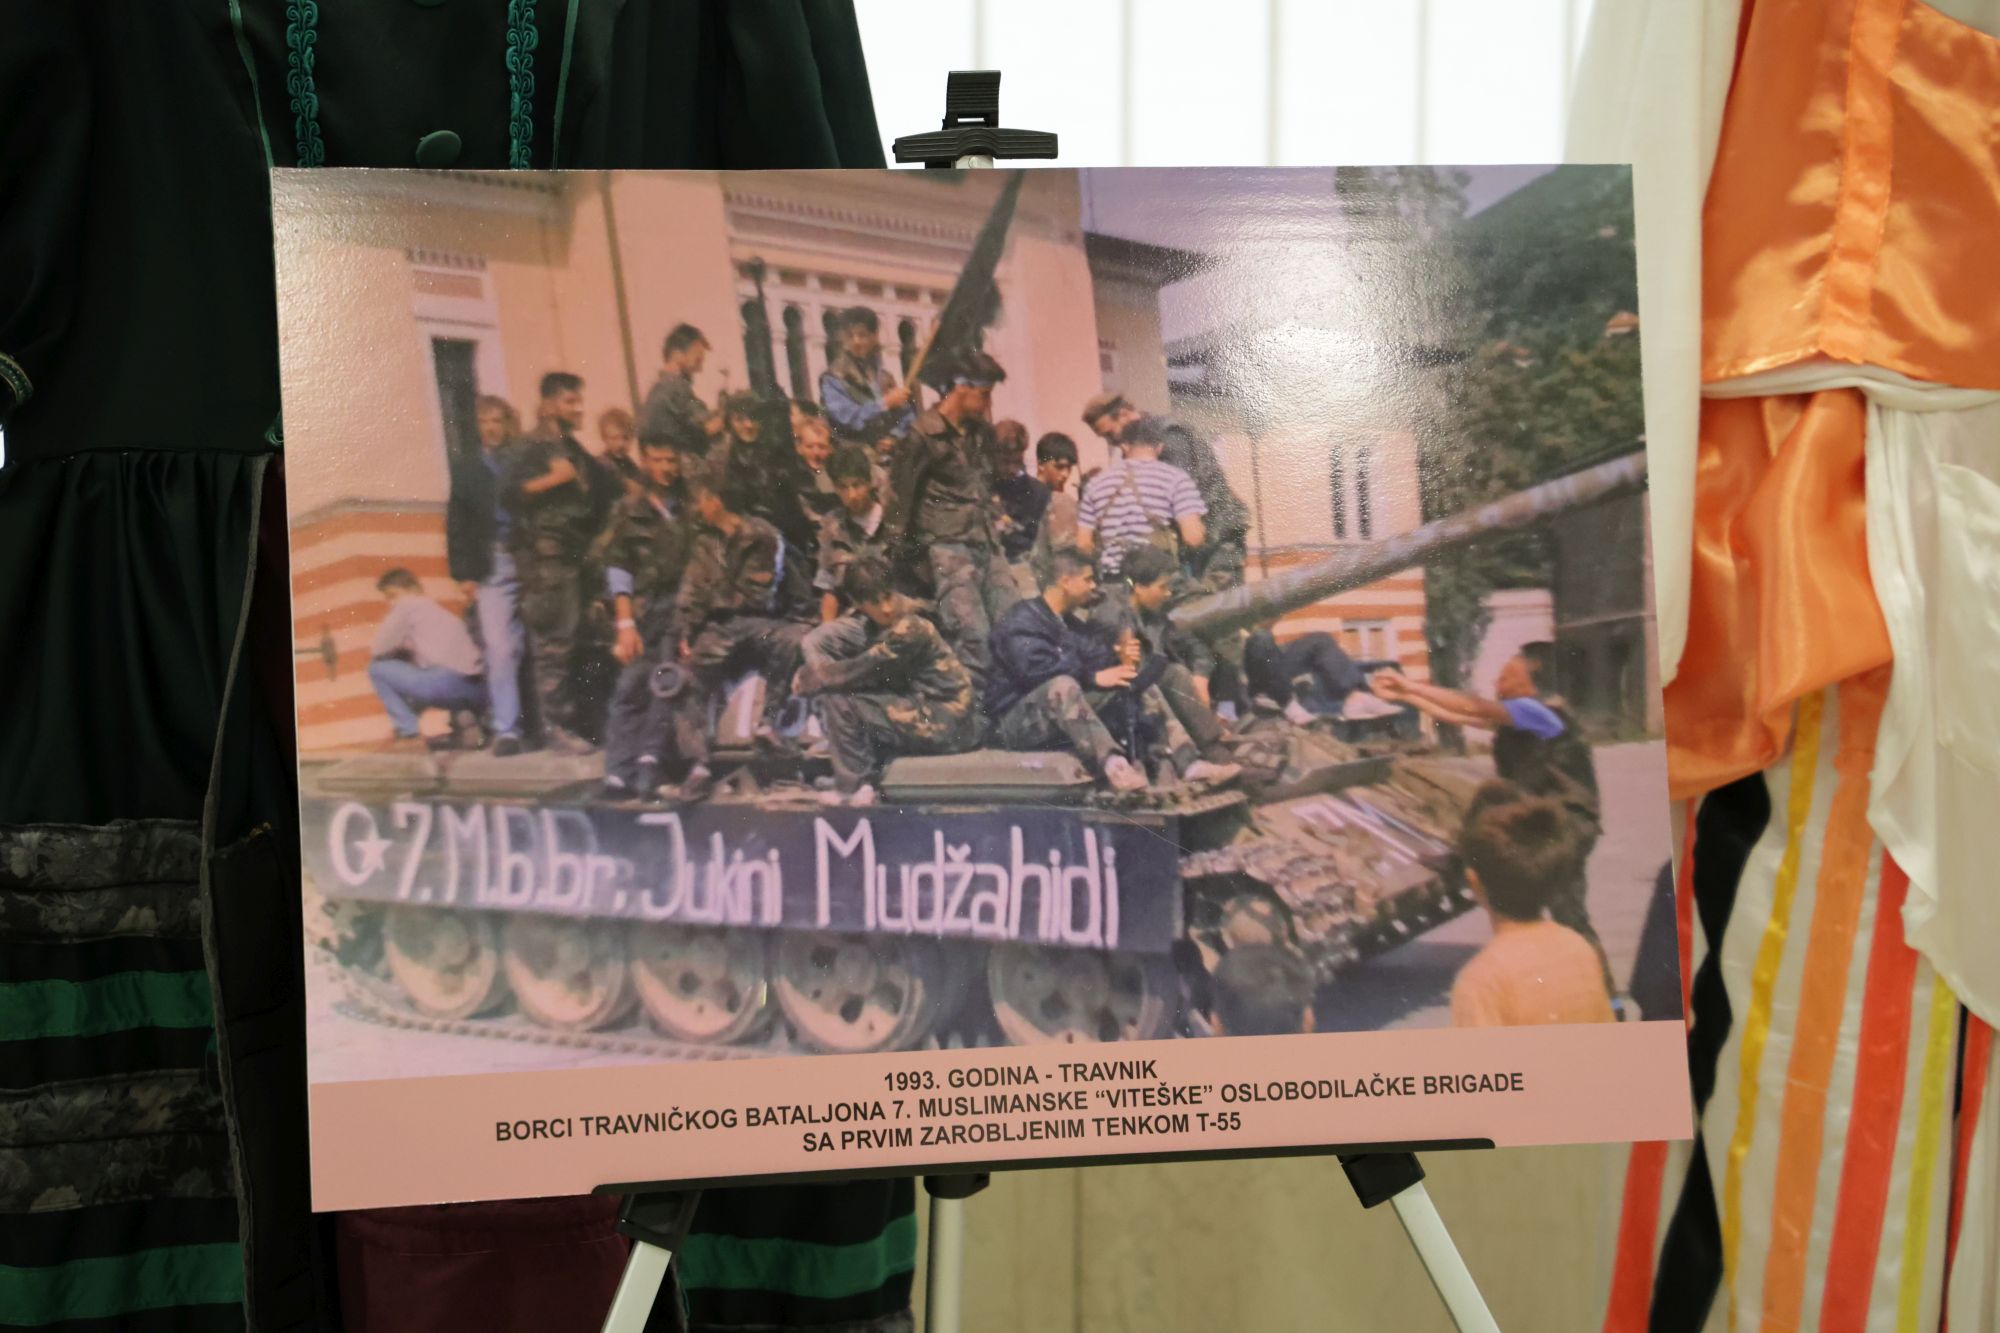 7. M.b.br. Jukini Mudžahidi
1993. GODINA - TRAVNIK
BORCI TRAVNIČKOG BATALJONA 7. MUSLIMANSKE “VITEŠKE” OSLOBODILAČKE BRIGADE
SA PRVIM ZAROBLJENIM TENKOM T-55